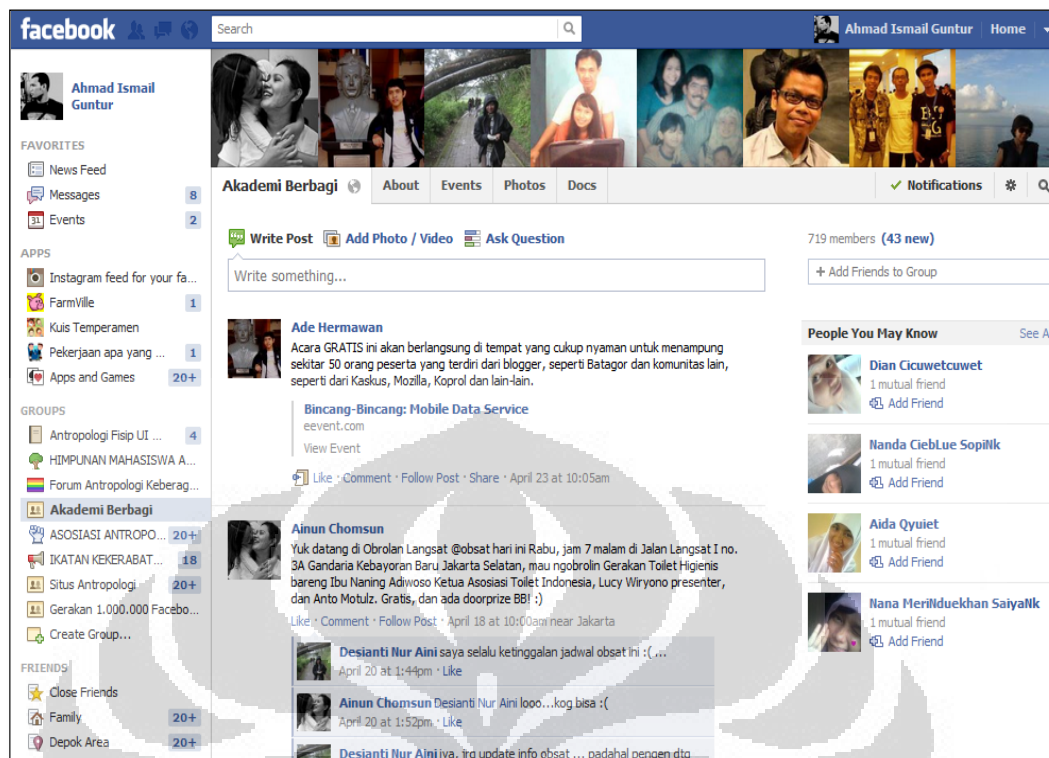 facebook
Search
Ahmad Ismail Guntur
Home
Ahmad Ismail
Guntur
FAVORITES
News Feed
Messages 8
Events 2
APPS
Instagram feed for your fa...
FarmVille 1
Kuis Temperamen
Pekerjaan apa yang ... 1
Apps and Games 20+
GROUPS
Antropologi Fisip UI ... 4
HIMPUNAN MAHASISWA A...
Forum Antropologi Keberag...
Akademi Berbagi
ASOSIASI ANTROPO... 20+
IKATAN KEKERABAT... 18
Situs Antropologi 20+
Gerakan 1.000.000 Facebo...
Create Group...
FRIENDS
Close Friends
Family 20+
Depok Area 20+
Akademi Berbagi
About
Events
Photos
Docs
✓ Notifications
Write Post
Add Photo / Video
Ask Question
Write something...
Ade Hermawan
Acara GRATIS ini akan berlangsung di tempat yang cukup nyaman untuk menampung
sekitar 50 orang peserta yang terdiri dari blogger, seperti Batagor dan komunitas lain,
seperti dari Kaskus, Mozilla, Koprol dan lain-lain.
Bincang-Bincang: Mobile Data Service
eevent.com
View Event
Like · Comment · Follow Post · Share · April 23 at 10:05am
Ainun Chomsun
Yuk datang di Obrolan Langsat @obsat hari ini Rabu, jam 7 malam di Jalan Langsat I no.
3A Gandaria Kebayoran Baru Jakarta Selatan, mau ngobrolin Gerakan Toilet Higienis
bareng Ibu Naning Adiwoso Ketua Asosiasi Toilet Indonesia, Lucy Wiryono presenter,
dan Anto Motulz. Gratis, dan ada doorprize BB! :)
Like · Comment · Follow Post · April 18 at 10:00am near Jakarta
Desianti Nur Aini saya selalu ketinggalan jadwal obsat ini :( ...
April 20 at 1:44pm · Like
Ainun Chomsun Desianti Nur Aini looo...kog bisa :(
April 20 at 1:52pm · Like
Desianti Nur Aini iya, jrg update info obsat ... padahal pengen dtg
719 members (43 new)
+ Add Friends to Group
People You May Know
See A
Dian Cicuwetcuwet
1 mutual friend
Add Friend
Nanda CiebLue SopiNk
1 mutual friend
Add Friend
Aida Qyuiet
1 mutual friend
Add Friend
Nana MeriNduekhan SaiyaNk
1 mutual friend
Add Friend